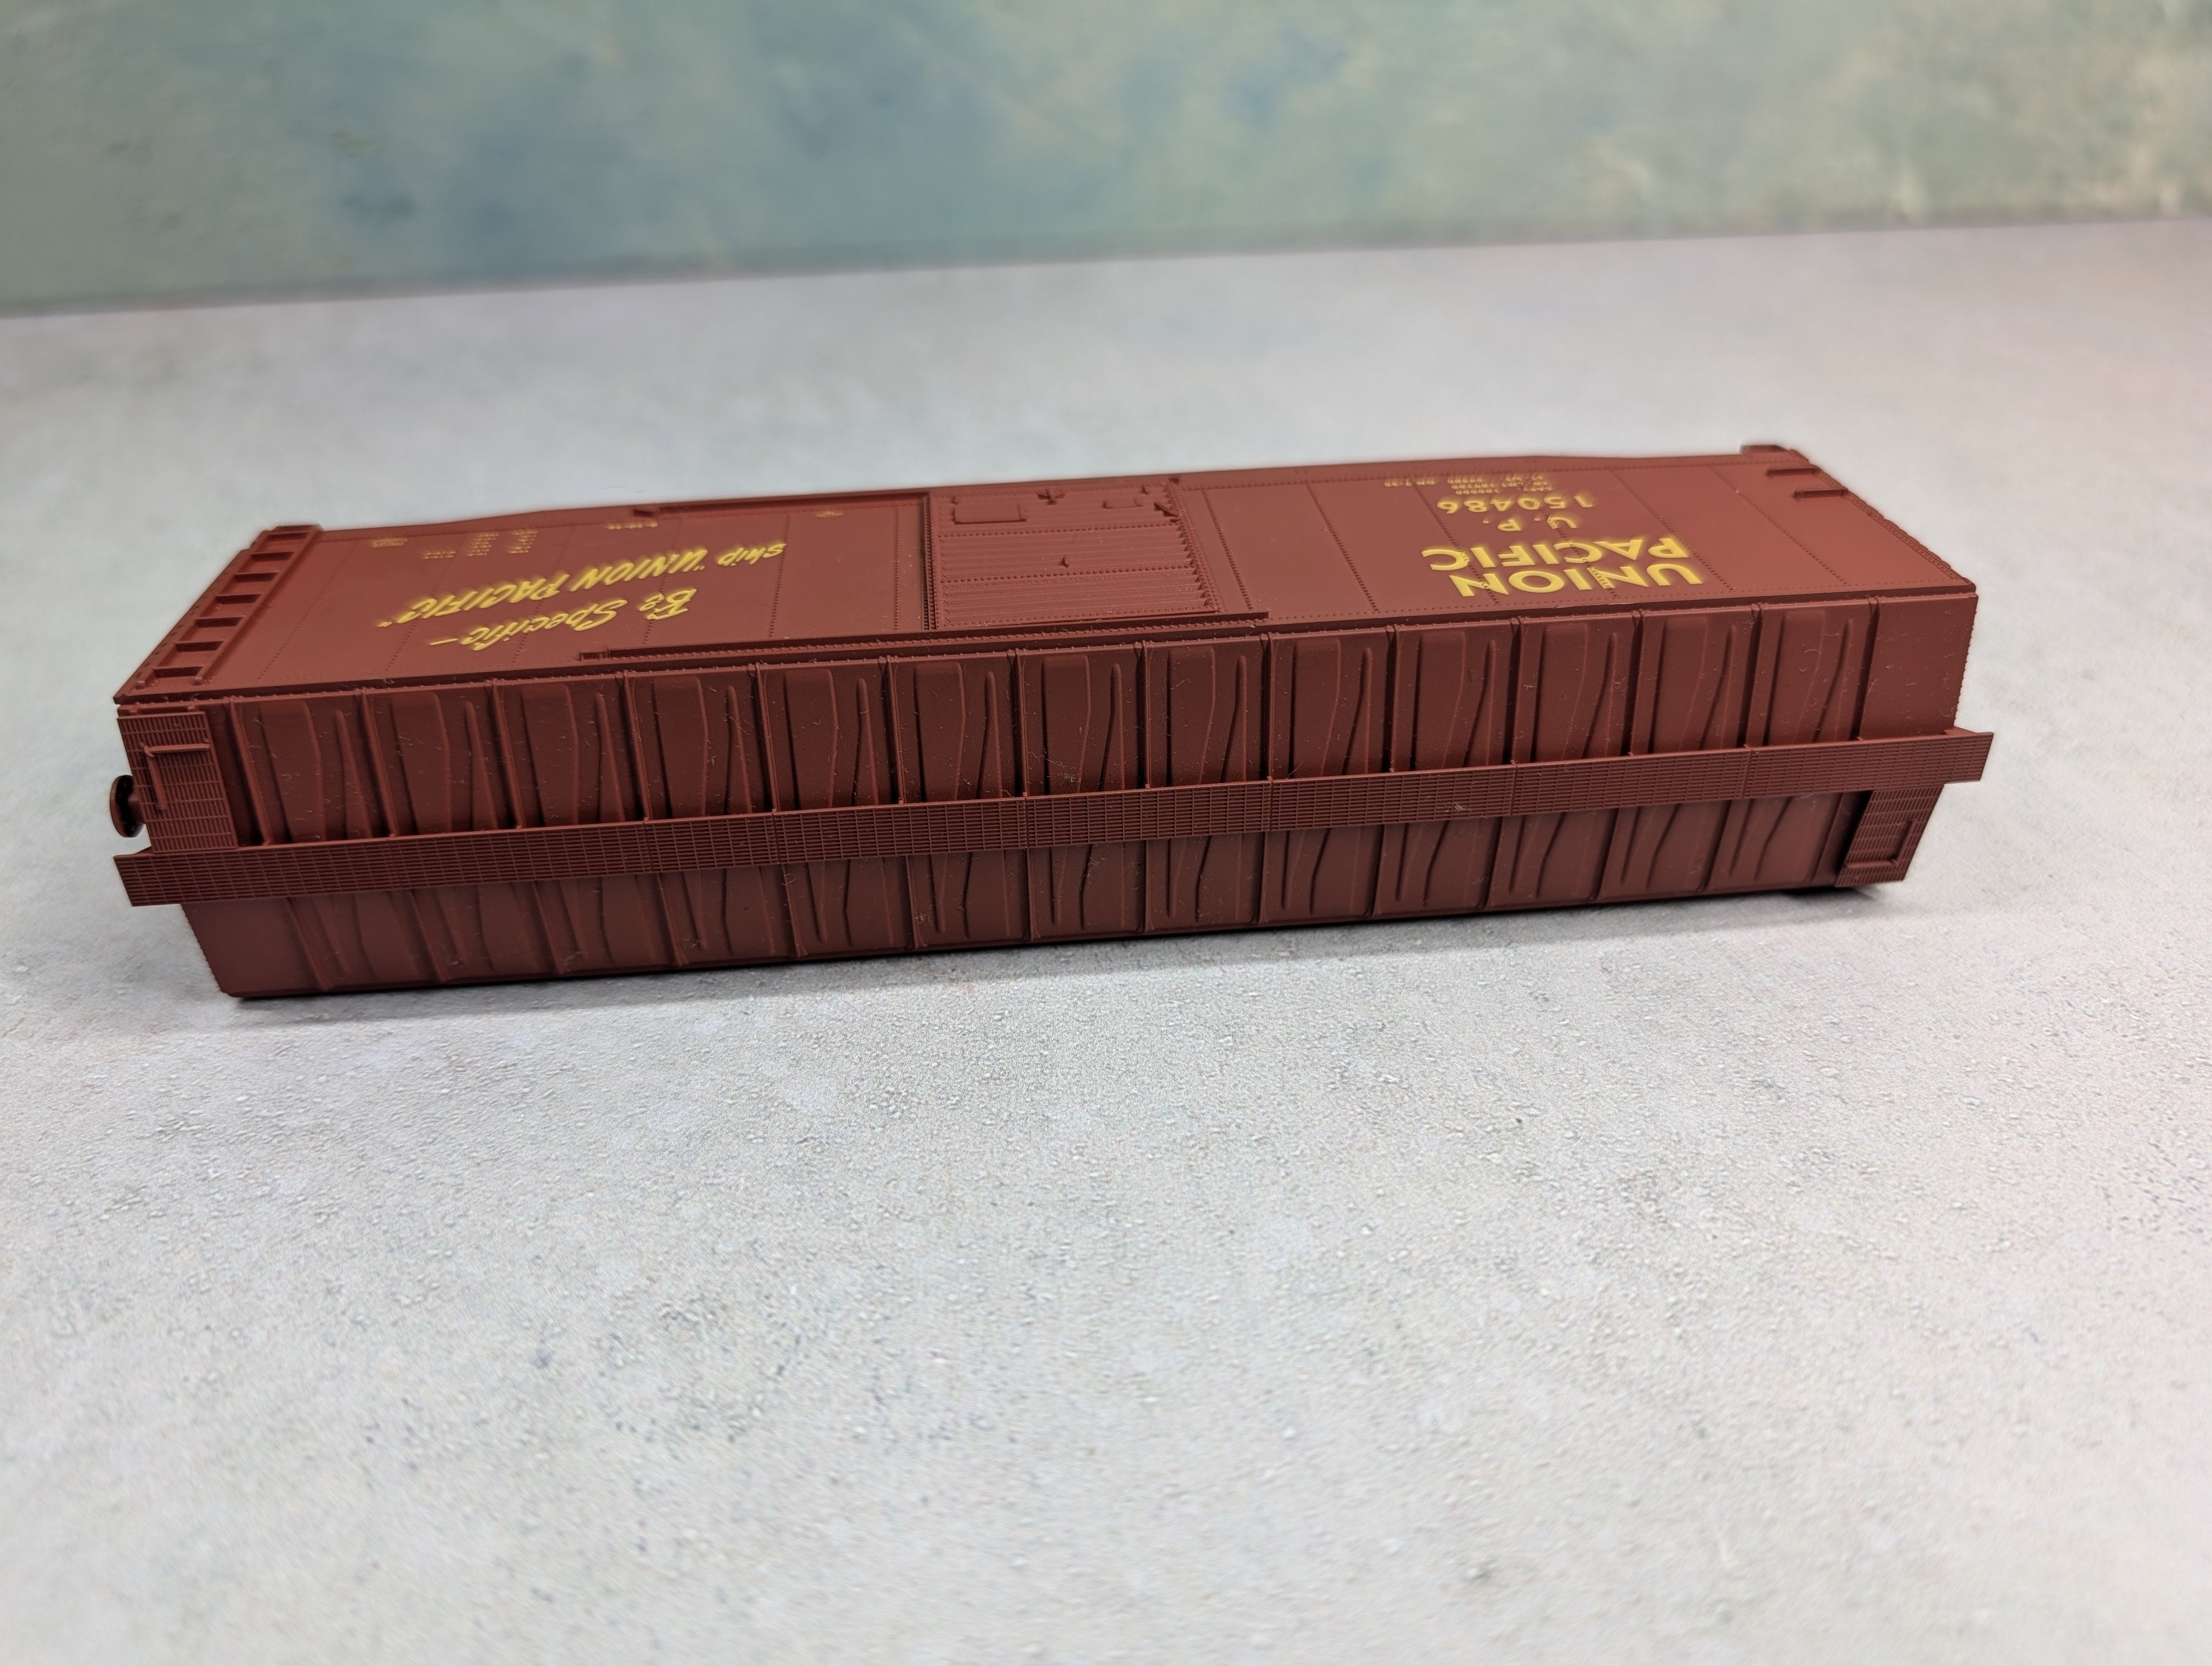 UNION
PACIFIC
U. P.
150486
Be Specific-
ship "UNION PACIFIC"